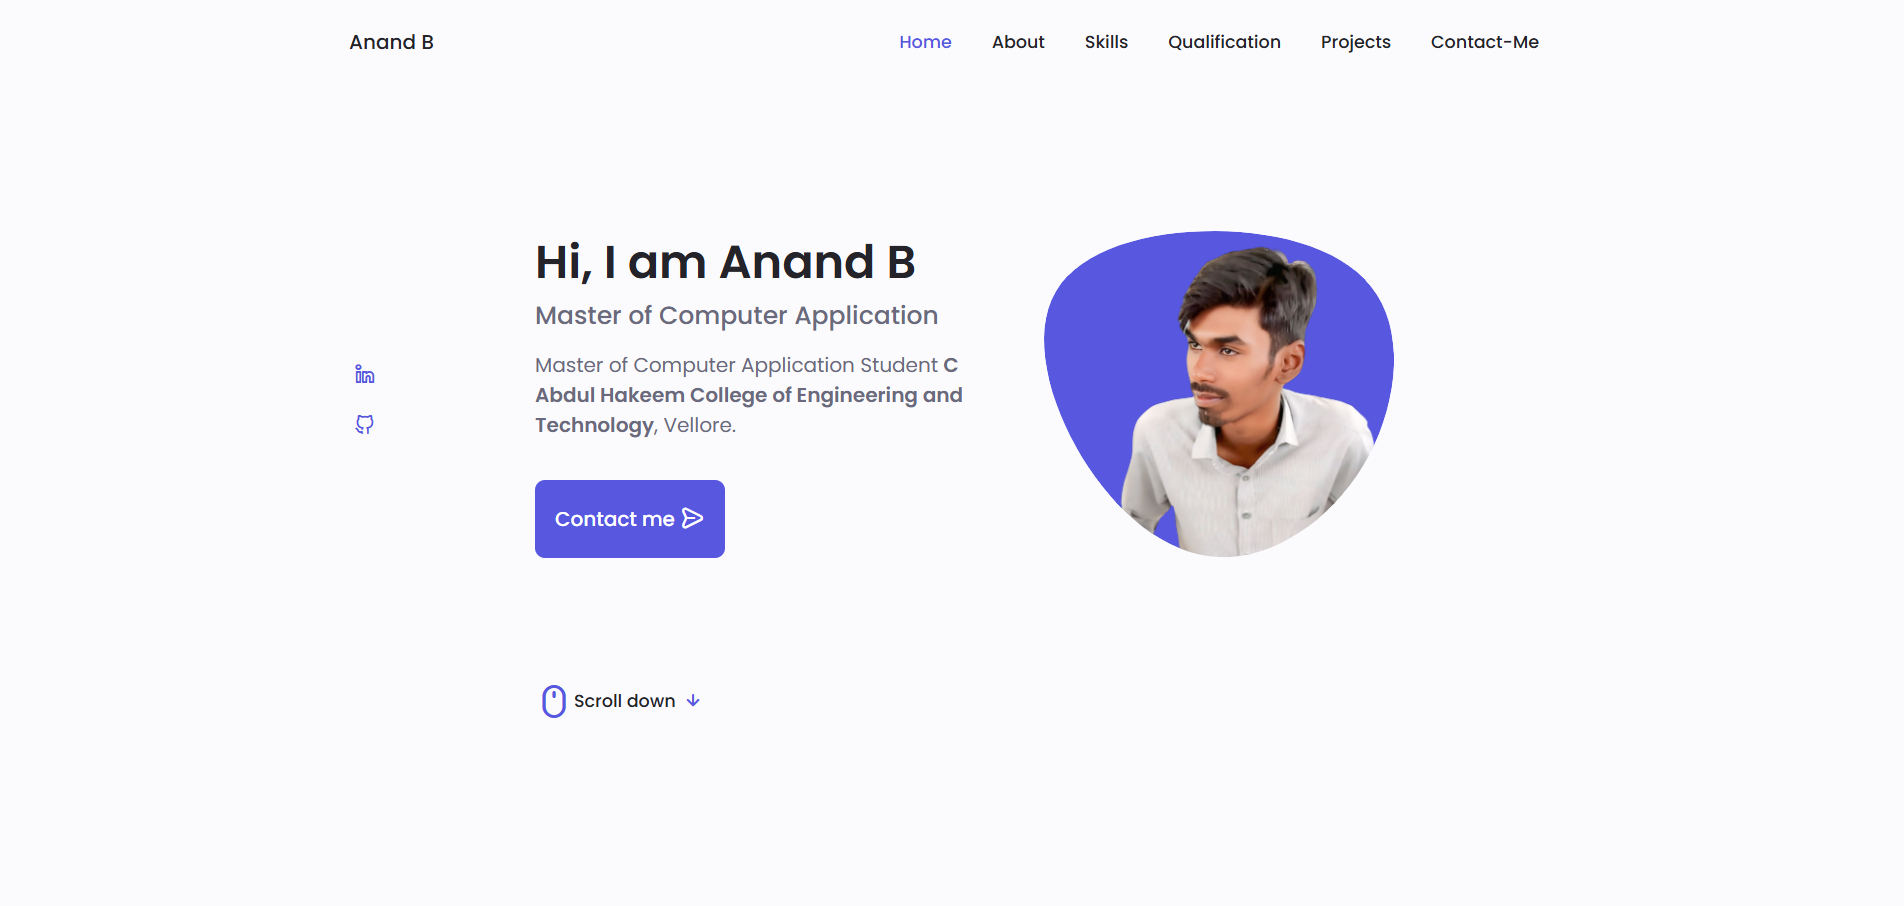 Anand B
Home About Skills Qualification Projects Contact-Me
Hi, I am Anand B
Master of Computer Application
Master of Computer Application Student C
Abdul Hakeem College of Engineering and
Technology, Vellore.
Contact me
Scroll down